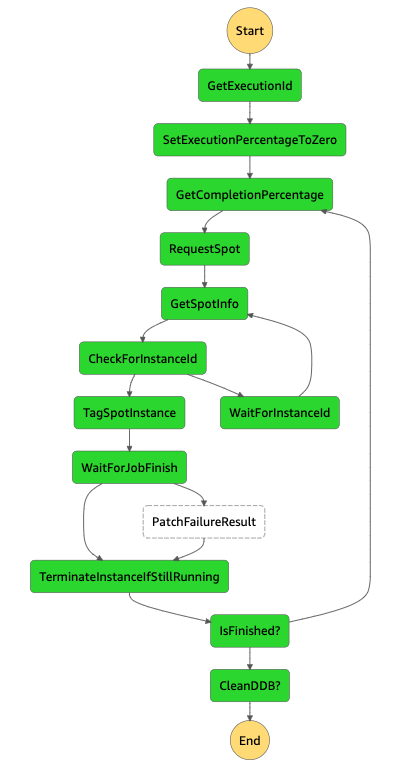 Start
GetExecutionId
SetExecutionPercentageToZero
GetCompletionPercentage
RequestSpot
GetSpotInfo
CheckForInstanceId
TagSpotInstance
WaitForInstanceId
WaitForJobFinish
PatchFailureResult
TerminateInstanceIfStillRunning
IsFinished?
CleanDDB?
End